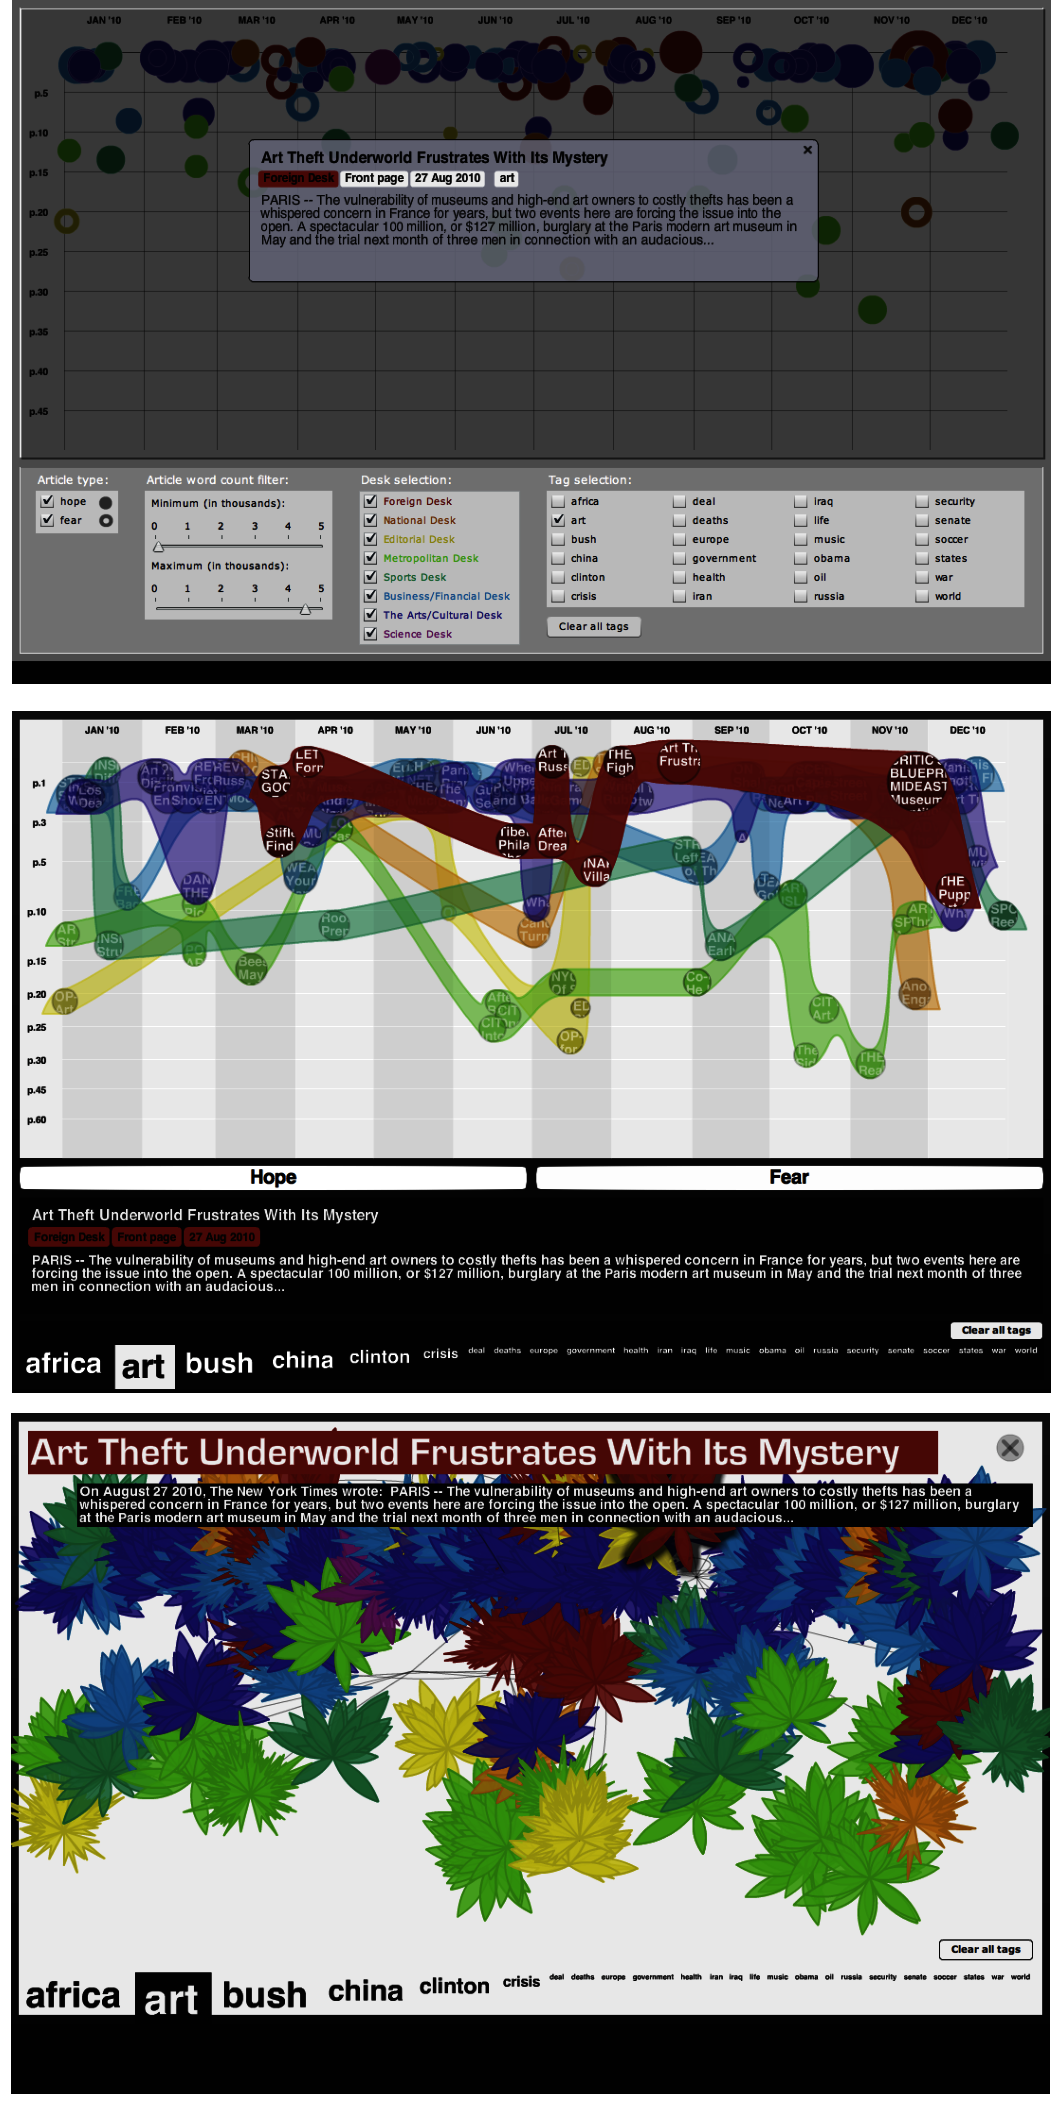 JAN '10 FEB '10 MAR '10 APR '10 MAY '10 JUN '10 JUL '10 AUG '10 SEP '10 OCT '10 NOV '10 DEC '10
p.5
p.10
p.15
p.20
p.25
p.30
p.35
p.40
p.45
Art Theft Underworld Frustrates With Its Mystery
Foreign Desk Front page 27 Aug 2010 art
PARIS -- The vulnerability of museums and high-end art owners to costly thefts has been a
whispered concern in France for years, but two events here are forcing the issue into the
open. A spectacular 100 million, or $127 million, burglary at the Paris modern art museum in
May and the trial next month of three men in connection with an audacious...
Article type:
hope
fear
Article word count filter:
Minimum (in thousands):
0 1 2 3 4 5
Maximum (in thousands):
0 1 2 3 4 5
Desk selection:
Foreign Desk
National Desk
Editorial Desk
Metropolitan Desk
Sports Desk
Business/Financial Desk
The Arts/Cultural Desk
Science Desk
Tag selection:
africa deal iraq security
art deaths life senate
bush europe music soccer
china government obama states
clinton health oil war
crisis iran russia world
Clear all tags
JAN '10 FEB '10 MAR '10 APR '10 MAY '10 JUN '10 JUL '10 AUG '10 SEP '10 OCT '10 NOV '10 DEC '10
p.1
p.3
p.5
p.10
p.15
p.20
p.25
p.30
p.45
p.60
Hope Fear
Art Theft Underworld Frustrates With Its Mystery
Foreign Desk Front page 27 Aug 2010
PARIS -- The vulnerability of museums and high-end art owners to costly thefts has been a whispered concern in France for years, but two events here are
forcing the issue into the open. A spectacular 100 million, or $127 million, burglary at the Paris modern art museum in May and the trial next month of three
men in connection with an audacious...
Clear all tags
africa art bush china clinton crisis deal deaths europe government health iran iraq life music obama oil russia security senate soccer states war world
Art Theft Underworld Frustrates With Its Mystery
On August 27 2010, The New York Times wrote: PARIS -- The vulnerability of museums and high-end art owners to costly thefts has been a
whispered concern in France for years, but two events here are forcing the issue into the open. A spectacular 100 million, or $127 million, burglary
at the Paris modern art museum in May and the trial next month of three men in connection with an audacious...
Clear all tags
africa art bush china clinton crisis deal deaths europe government health iran iraq life music obama oil russia security senate soccer states war world